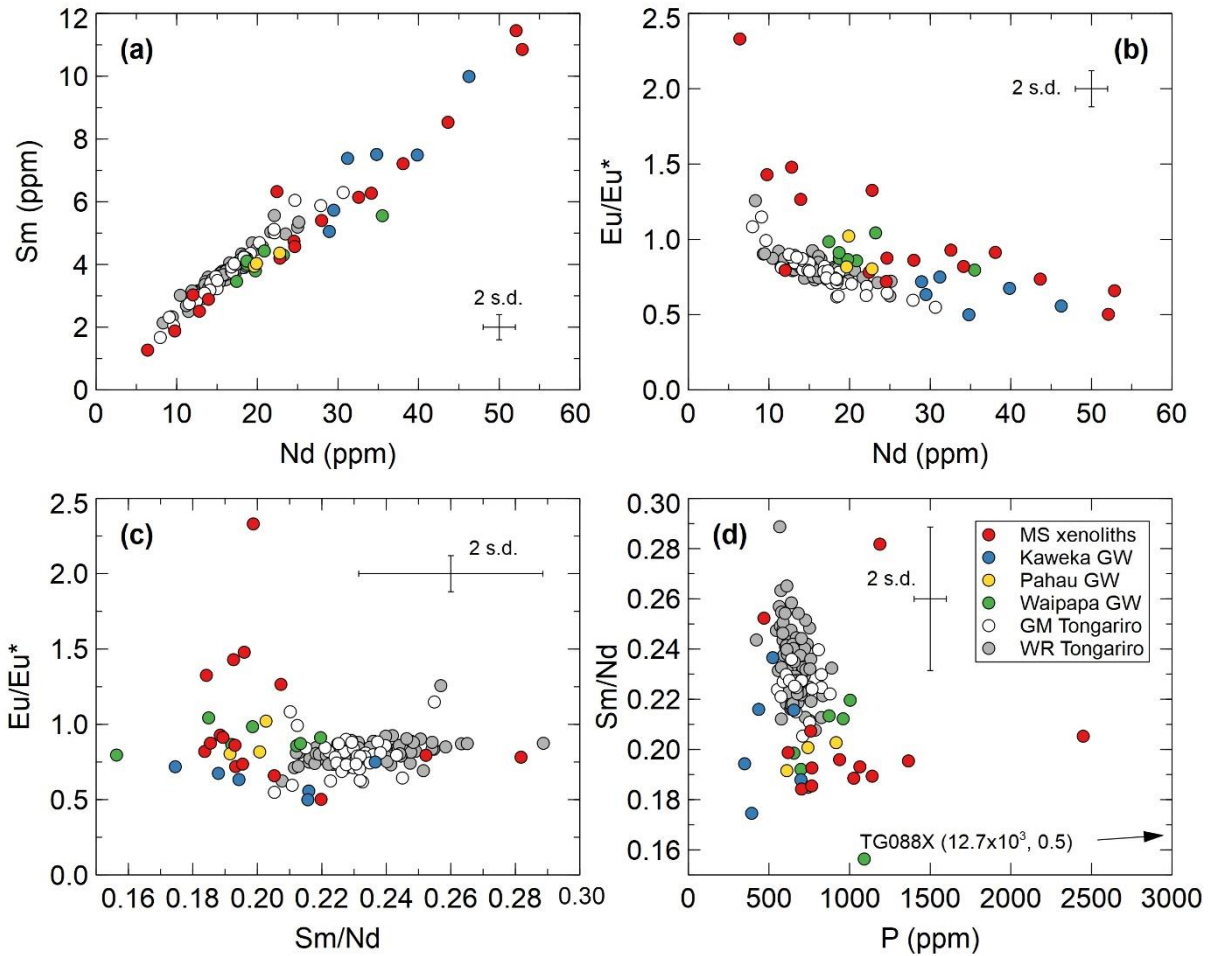 (a)
12
10
8
6
4
2
0
Sm (ppm)
2 s.d.
0 10 20 30 40 50 60
Nd (ppm)
(b)
2.5
2.0
1.5
1.0
0.5
0.0
Eu/Eu*
2 s.d.
0 10 20 30 40 50 60
Nd (ppm)
(c)
2.5
2.0
1.5
1.0
0.5
0.0
Eu/Eu*
2 s.d.
0.16 0.18 0.20 0.22 0.24 0.26 0.28 0.30
Sm/Nd
(d)
0.30
0.28
0.26
0.24
0.22
0.20
0.18
0.16
Sm/Nd
2 s.d.
MS xenoliths
Kaweka GW
Pahau GW
Waipapa GW
GM Tongariro
WR Tongariro
TG088X (12.7x10³, 0.5)
0 500 1000 1500 2000 2500 3000
P (ppm)